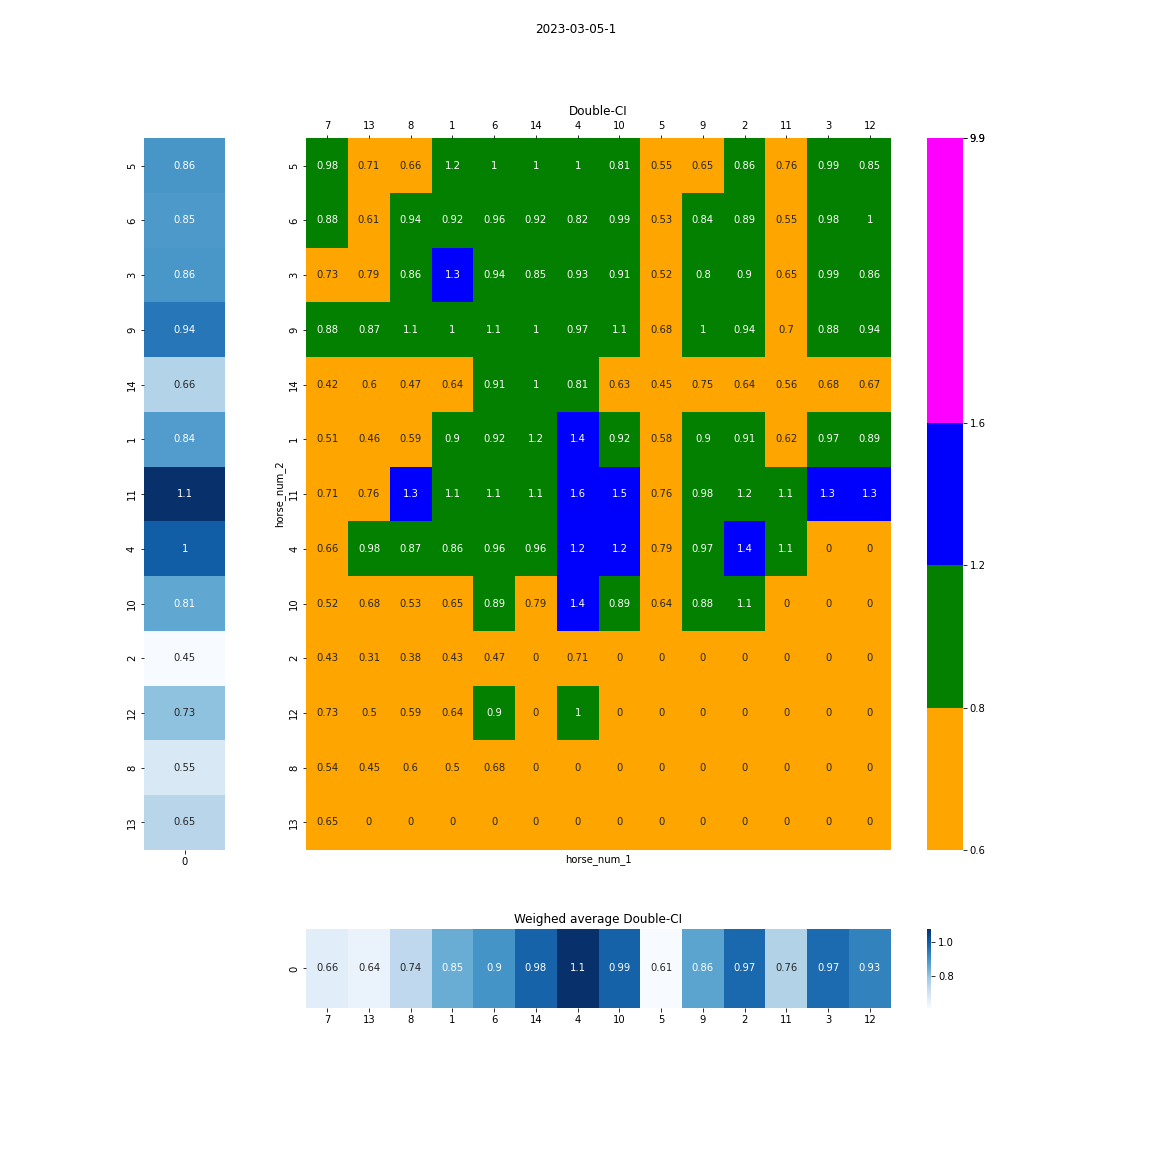 2023-03-05-1
Double-CI
7 13 8 1 6 14 4 10 5 9 2 11 3 12
9.9
5 0.86 5 0.98 0.71 0.66 1.2 1 1 1 0.81 0.55 0.65 0.86 0.76 0.99 0.85
6 0.85 6 0.88 0.61 0.94 0.92 0.96 0.92 0.82 0.99 0.53 0.84 0.89 0.55 0.98 1
3 0.86 3 0.73 0.79 0.86 1.3 0.94 0.85 0.93 0.91 0.52 0.8 0.9 0.65 0.99 0.86
9 0.94 9 0.88 0.87 1.1 1 1.1 1 0.97 1.1 0.68 1 0.94 0.7 0.88 0.94
14 0.66 14 0.42 0.6 0.47 0.64 0.91 1 0.81 0.63 0.45 0.75 0.64 0.56 0.68 0.67
1.6
1 0.84 1 0.51 0.46 0.59 0.9 0.92 1.2 1.4 0.92 0.58 0.9 0.91 0.62 0.97 0.89
horse_num_2
11 1.1 11 0.71 0.76 1.3 1.1 1.1 1.1 1.6 1.5 0.76 0.98 1.2 1.1 1.3 1.3
4 1 4 0.66 0.98 0.87 0.86 0.96 0.96 1.2 1.2 0.79 0.97 1.4 1.1 0 0
1.2
10 0.81 10 0.52 0.68 0.53 0.65 0.89 0.79 1.4 0.89 0.64 0.88 1.1 0 0 0
2 0.45 2 0.43 0.31 0.38 0.43 0.47 0 0.71 0 0 0 0 0 0 0
0.8
12 0.73 12 0.73 0.5 0.59 0.64 0.9 0 1 0 0 0 0 0 0 0
8 0.55 8 0.54 0.45 0.6 0.5 0.68 0 0 0 0 0 0 0 0 0
13 0.65 13 0.65 0 0 0 0 0 0 0 0 0 0 0 0 0
0.6
0
horse_num_1
Weighed average Double-CI
0 0.66 0.64 0.74 0.85 0.9 0.98 1.1 0.99 0.61 0.86 0.97 0.76 0.97 0.93
1.0
0.8
7 13 8 1 6 14 4 10 5 9 2 11 3 12